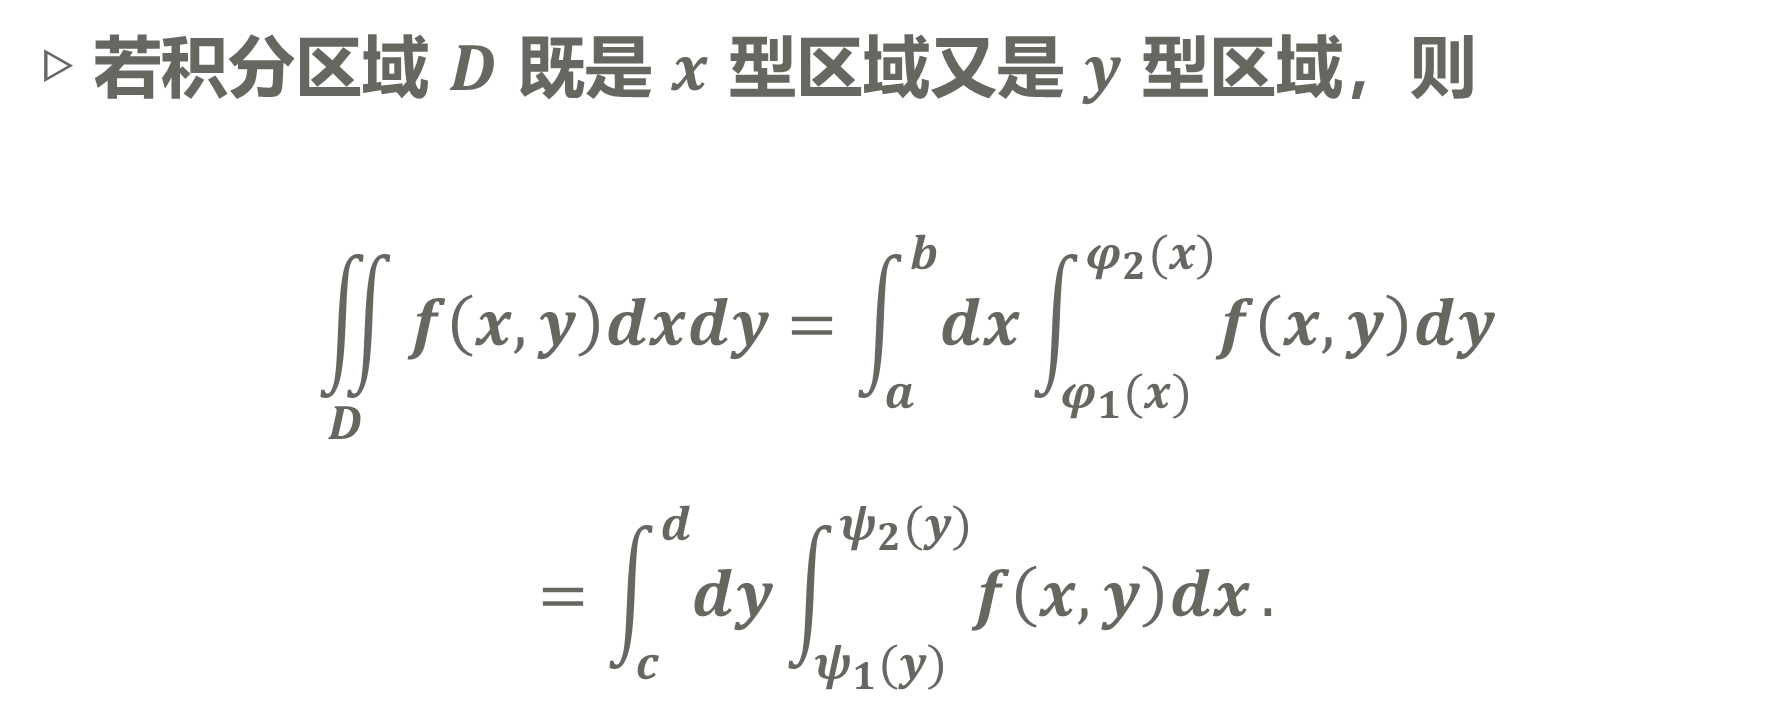 ▷ 若积分区域 D 既是 x 型区域又是 y 型区域，则
∬_D f(x,y)dxdy = ∫_a^b dx ∫_{φ₁(x)}^{φ₂(x)} f(x,y)dy
= ∫_c^d dy ∫_{ψ₁(y)}^{ψ₂(y)} f(x,y)dx .